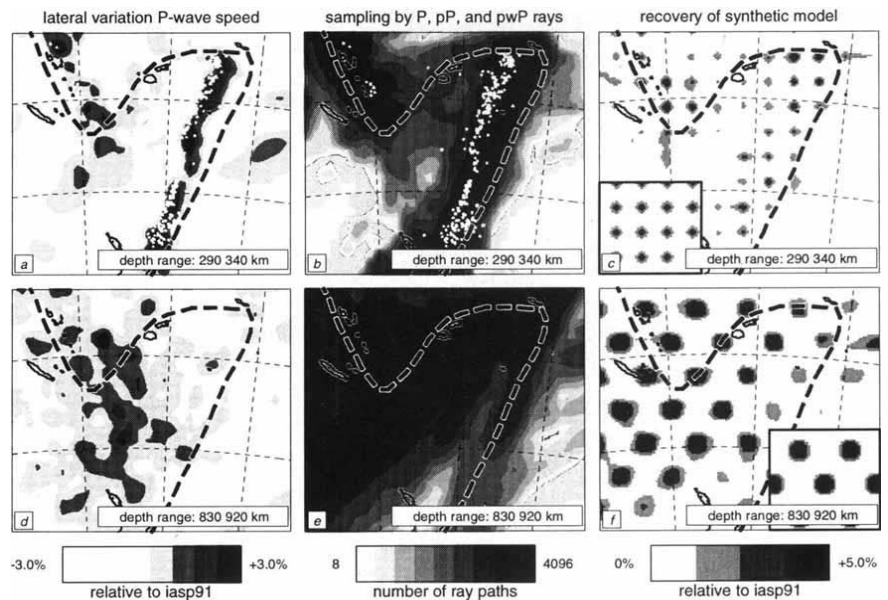 lateral variation P-wave speed
sampling by P, pP, and pwP rays
recovery of synthetic model
a
depth range: 290 340 km
b
depth range: 290 340 km
c
depth range: 290 340 km
d
depth range: 830 920 km
e
depth range: 830 920 km
f
depth range: 830 920 km
-3.0%
+3.0%
relative to iasp91
8
4096
number of ray paths
0%
+5.0%
relative to iasp91